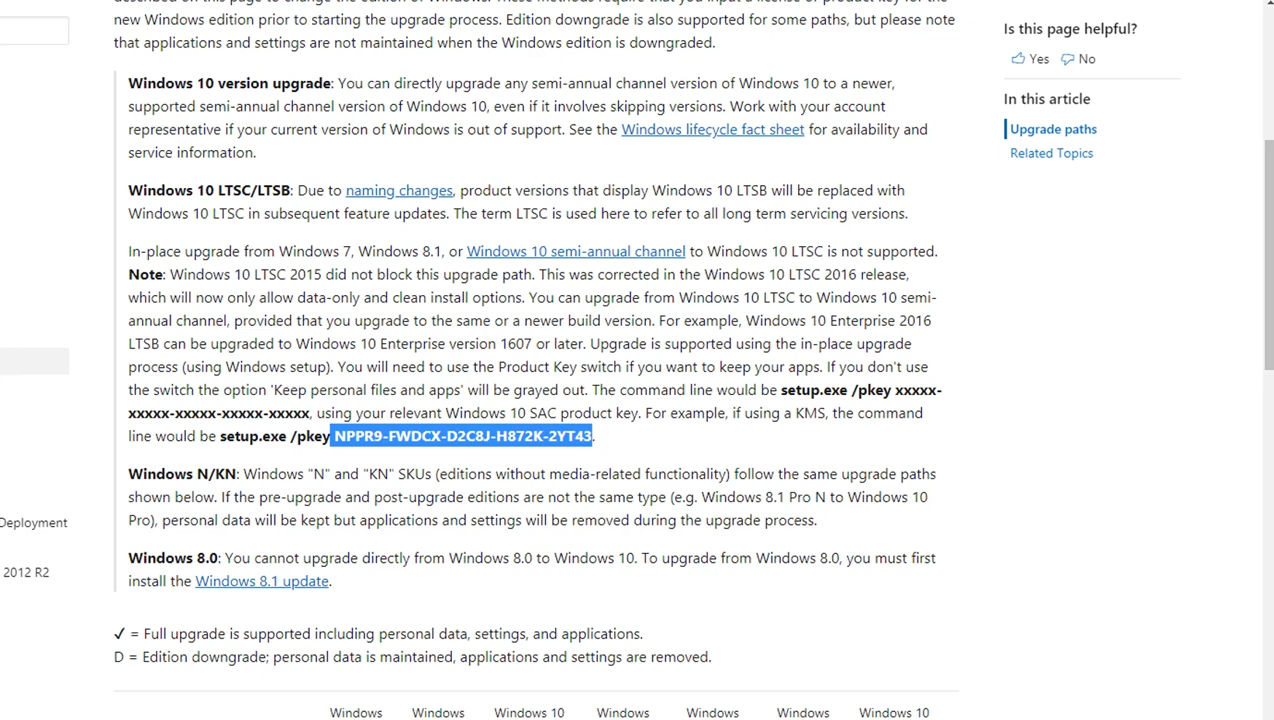 described on this page to change the edition of Windows. These methods require that you input a license or product key for the
new Windows edition prior to starting the upgrade process. Edition downgrade is also supported for some paths, but please note
that applications and settings are not maintained when the Windows edition is downgraded.
Is this page helpful?
Yes No
In this article
Upgrade paths
Related Topics
Windows 10 version upgrade: You can directly upgrade any semi-annual channel version of Windows 10 to a newer,
supported semi-annual channel version of Windows 10, even if it involves skipping versions. Work with your account
representative if your current version of Windows is out of support. See the Windows lifecycle fact sheet for availability and
service information.
Windows 10 LTSC/LTSB: Due to naming changes, product versions that display Windows 10 LTSB will be replaced with
Windows 10 LTSC in subsequent feature updates. The term LTSC is used here to refer to all long term servicing versions.
In-place upgrade from Windows 7, Windows 8.1, or Windows 10 semi-annual channel to Windows 10 LTSC is not supported.
Note: Windows 10 LTSC 2015 did not block this upgrade path. This was corrected in the Windows 10 LTSC 2016 release,
which will now only allow data-only and clean install options. You can upgrade from Windows 10 LTSC to Windows 10 semi-
annual channel, provided that you upgrade to the same or a newer build version. For example, Windows 10 Enterprise 2016
LTSB can be upgraded to Windows 10 Enterprise version 1607 or later. Upgrade is supported using the in-place upgrade
process (using Windows setup). You will need to use the Product Key switch if you want to keep your apps. If you don't use
the switch the option 'Keep personal files and apps' will be grayed out. The command line would be setup.exe /pkey xxxxx-
xxxxx-xxxxx-xxxxx-xxxxx, using your relevant Windows 10 SAC product key. For example, if using a KMS, the command
line would be setup.exe /pkey NPPR9-FWDCX-D2C8J-H872K-2YT43.
Windows N/KN: Windows "N" and "KN" SKUs (editions without media-related functionality) follow the same upgrade paths
shown below. If the pre-upgrade and post-upgrade editions are not the same type (e.g. Windows 8.1 Pro N to Windows 10
Pro), personal data will be kept but applications and settings will be removed during the upgrade process.
Deployment
Windows 8.0: You cannot upgrade directly from Windows 8.0 to Windows 10. To upgrade from Windows 8.0, you must first
install the Windows 8.1 update.
2012 R2
✓ = Full upgrade is supported including personal data, settings, and applications.
D = Edition downgrade; personal data is maintained, applications and settings are removed.
Windows Windows Windows 10 Windows Windows Windows Windows 10